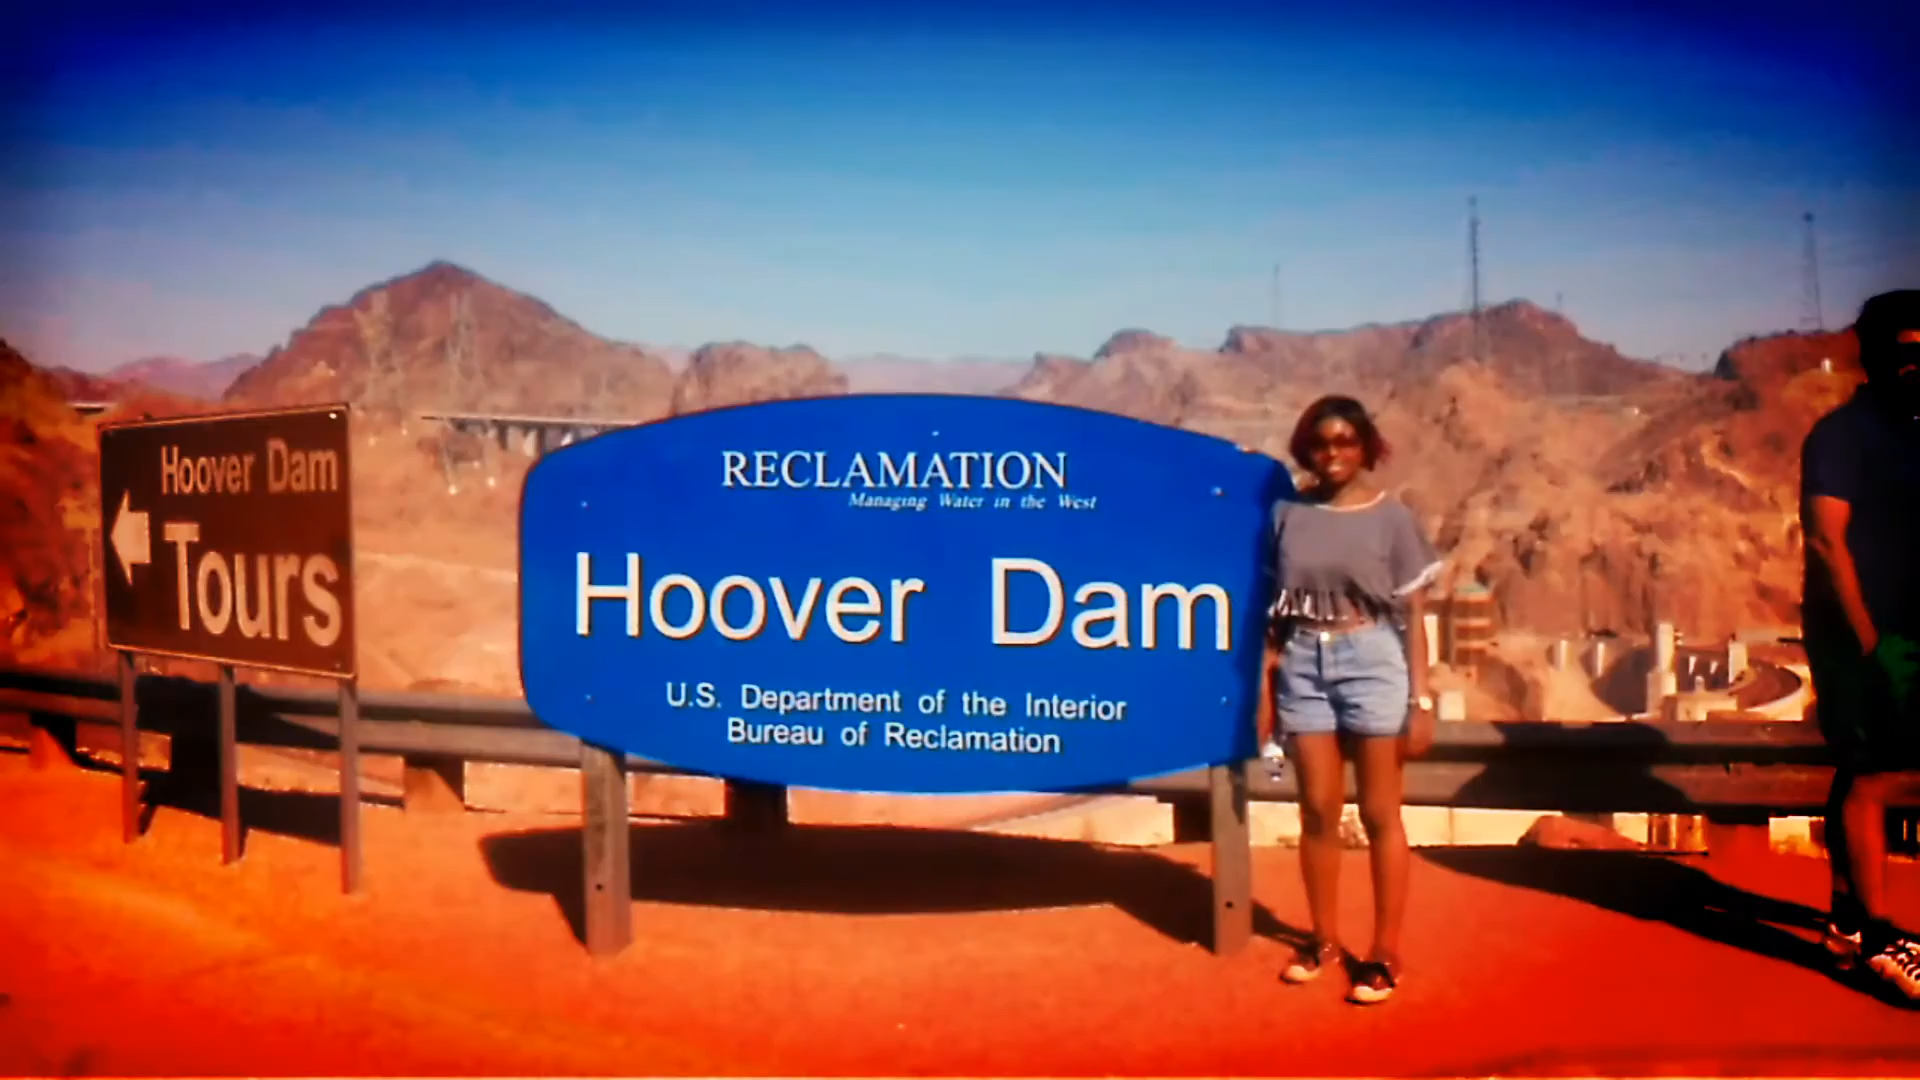 Hoover Dam
Tours
RECLAMATION
Managing Water in the West
Hoover Dam
U.S. Department of the Interior
Bureau of Reclamation